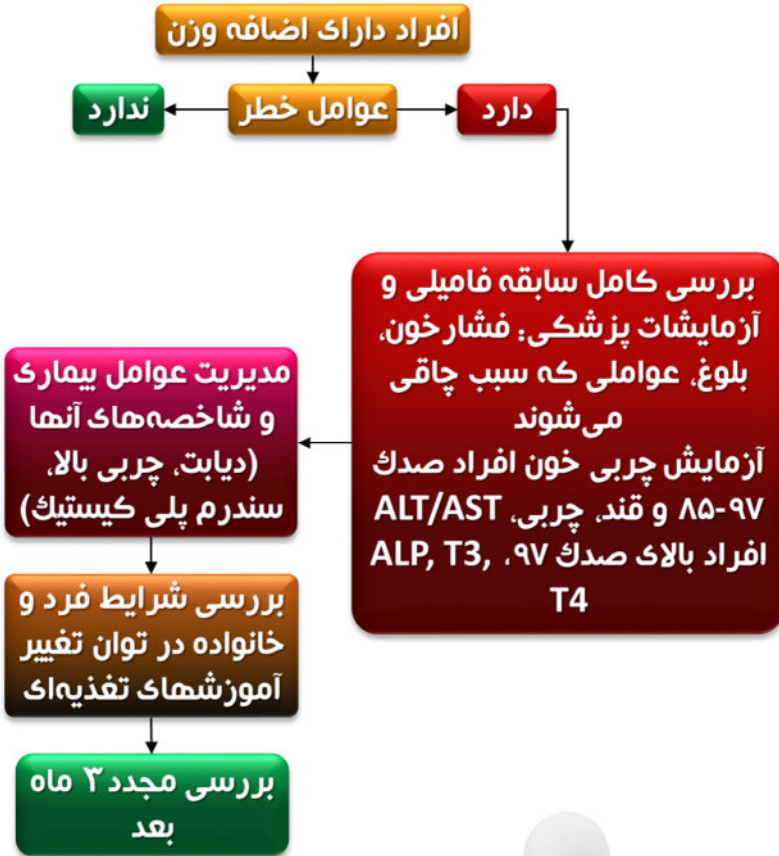 افراد دارای اضافه وزن
عوامل خطر
دارد
ندارد
بررسی کامل سابقه فامیلی و
آزمایشات پزشکی: فشار خون،
بلوغ، عواملی که سبب چاقی
می‌شوند
آزمایش چربی خون افراد صدک
۸۵-۹۷ و قند، چربی، ALT/AST
افراد بالای صدک ۹۷، ALP, T3,
T4
مدیریت عوامل بیماری
و شاخصه‌های آنها
(دیابت، چربی بالا،
سندرم پلی کیستیک)
بررسی شرایط فرد و
خانواده در توان تغییر
آموزشهای تغذیه‌ای
بررسی مجدد ۳ ماه
بعد